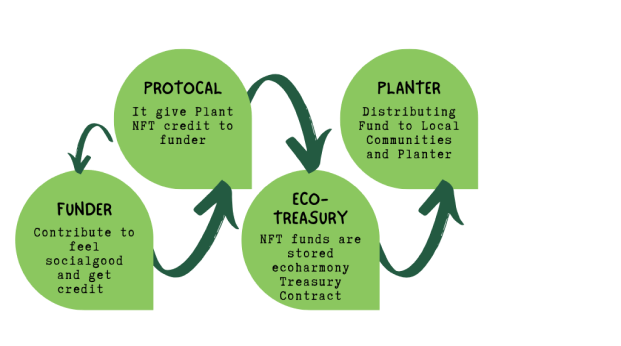 PROTOCAL
It give Plant
NFT credit to
funder
PLANTER
Distributing
Fund to Local
Communities
and Planter
FUNDER
Contribute to
feel
socialgood
and get
credit
ECO-
TREASURY
NFT funds are
stored
ecoharmony
Treasury
Contract